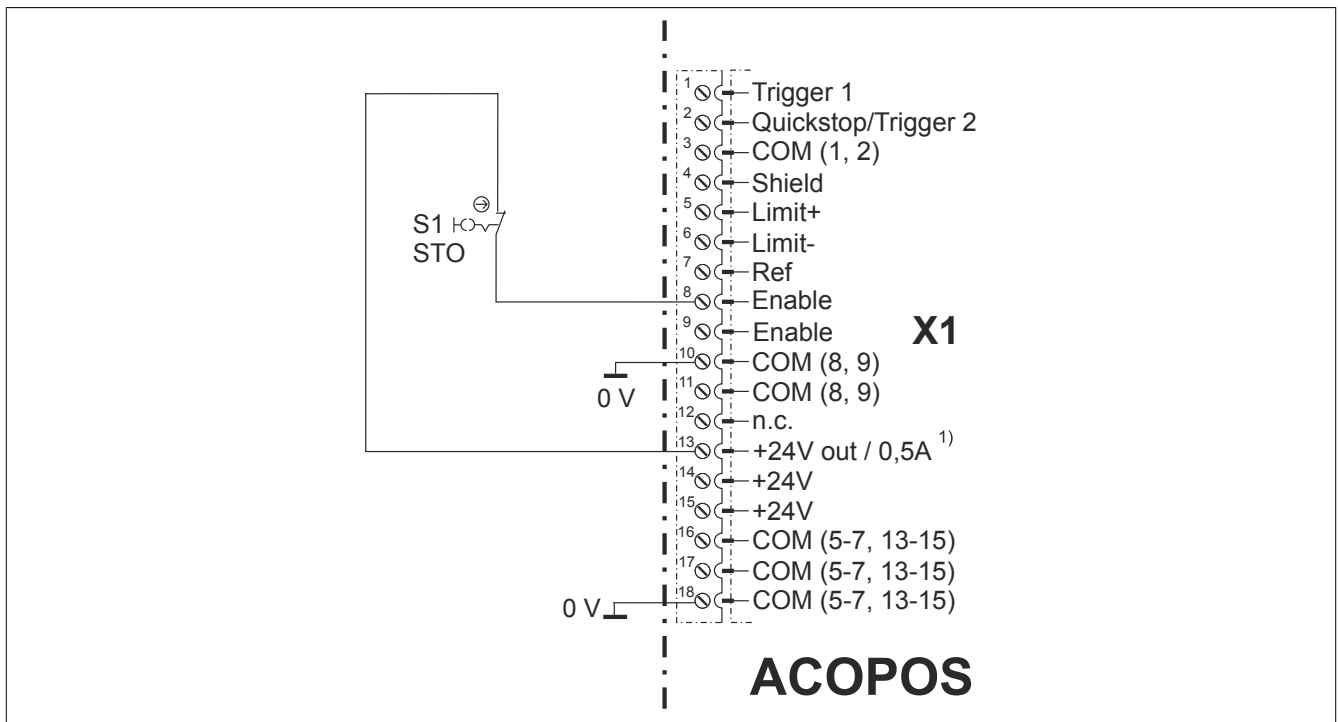 1 Trigger 1
2 Quickstop/Trigger 2
3 COM (1, 2)
4 Shield
5 Limit+
S1
STO
6 Limit-
7 Ref
8 Enable
9 Enable
X1
10 COM (8, 9)
0 V
11 COM (8, 9)
12 n.c.
13 +24V out / 0,5A 1)
14 +24V
15 +24V
16 COM (5-7, 13-15)
17 COM (5-7, 13-15)
18 COM (5-7, 13-15)
0 V
ACOPOS